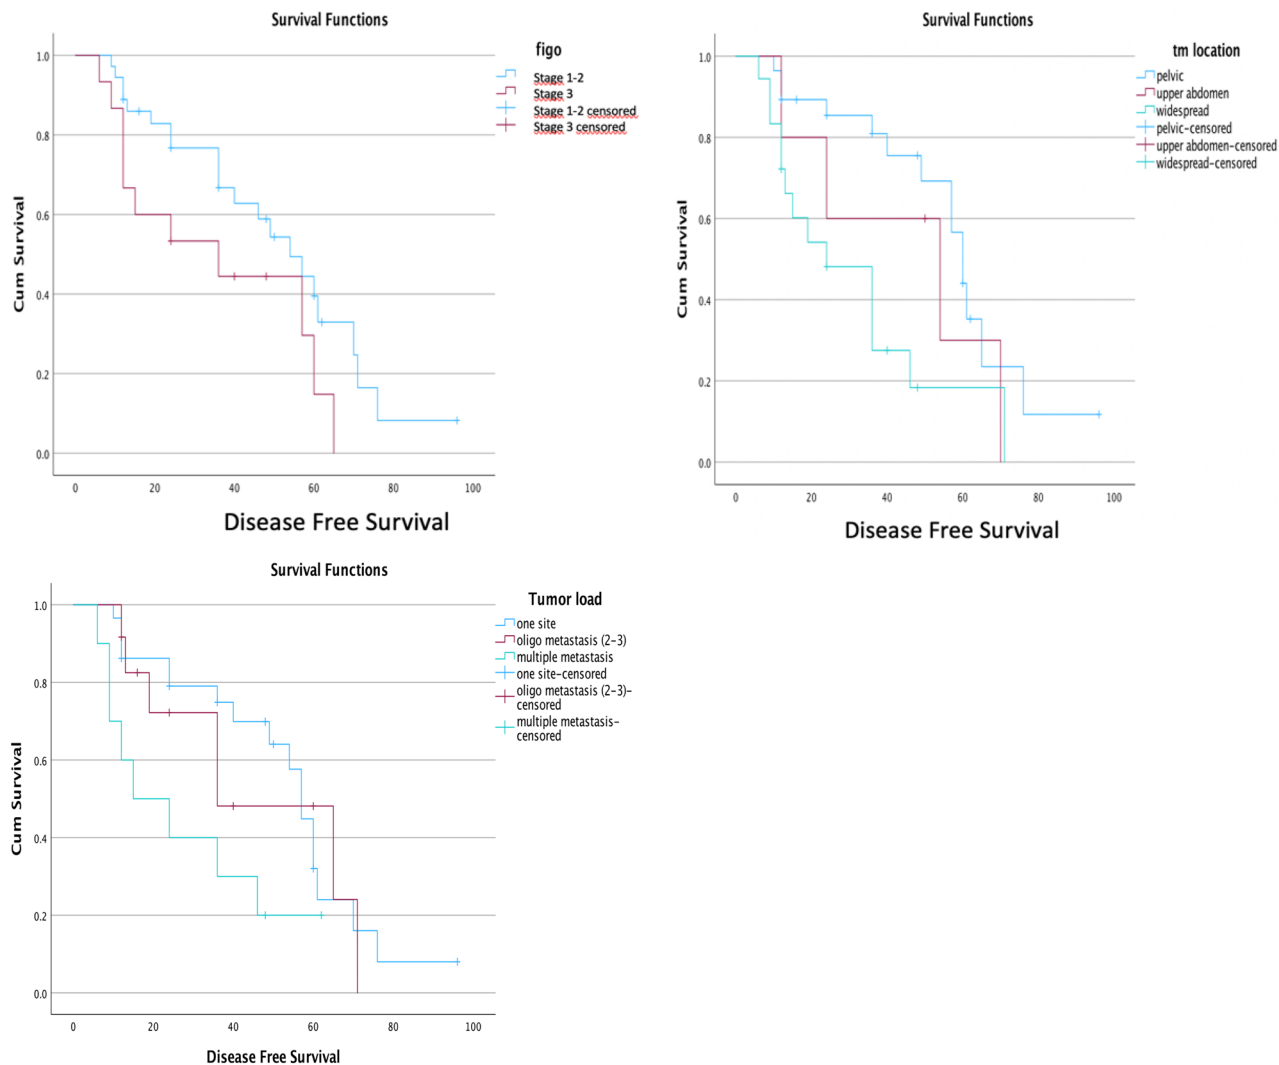 Survival Functions
figo
Stage 1-2
Stage 3
Stage 1-2 censored
Stage 3 censored
1.0
0.8
0.6
0.4
0.2
0.0
Cum Survival
0 20 40 60 80 100
Disease Free Survival
Survival Functions
tm location
pelvic
upper abdomen
widespread
pelvic-censored
upper abdomen-censored
widespread-censored
1.0
0.8
0.6
0.4
0.2
0.0
Cum Survival
0 20 40 60 80 100
Disease Free Survival
Survival Functions
Tumor load
one site
oligo metastasis (2-3)
multiple metastasis
one site-censored
oligo metastasis (2-3)-
censored
multiple metastasis-
censored
1.0
0.8
0.6
0.4
0.2
0.0
Cum Survival
0 20 40 60 80 100
Disease Free Survival